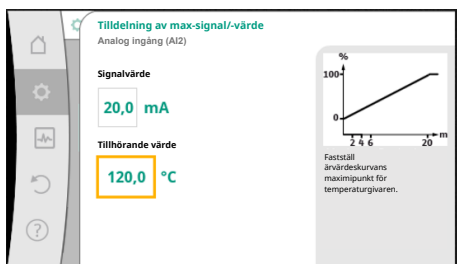 Tilldelning av max-signal/-värde
Analog ingång (AI2)
Signalvärde
20,0 mA
Tillhörande värde
120,0 °C
%
100
0
2 4 6 20 m
Fastställ
ärvärdeskurvans
maximipunkt för
temperaturgivaren.
?